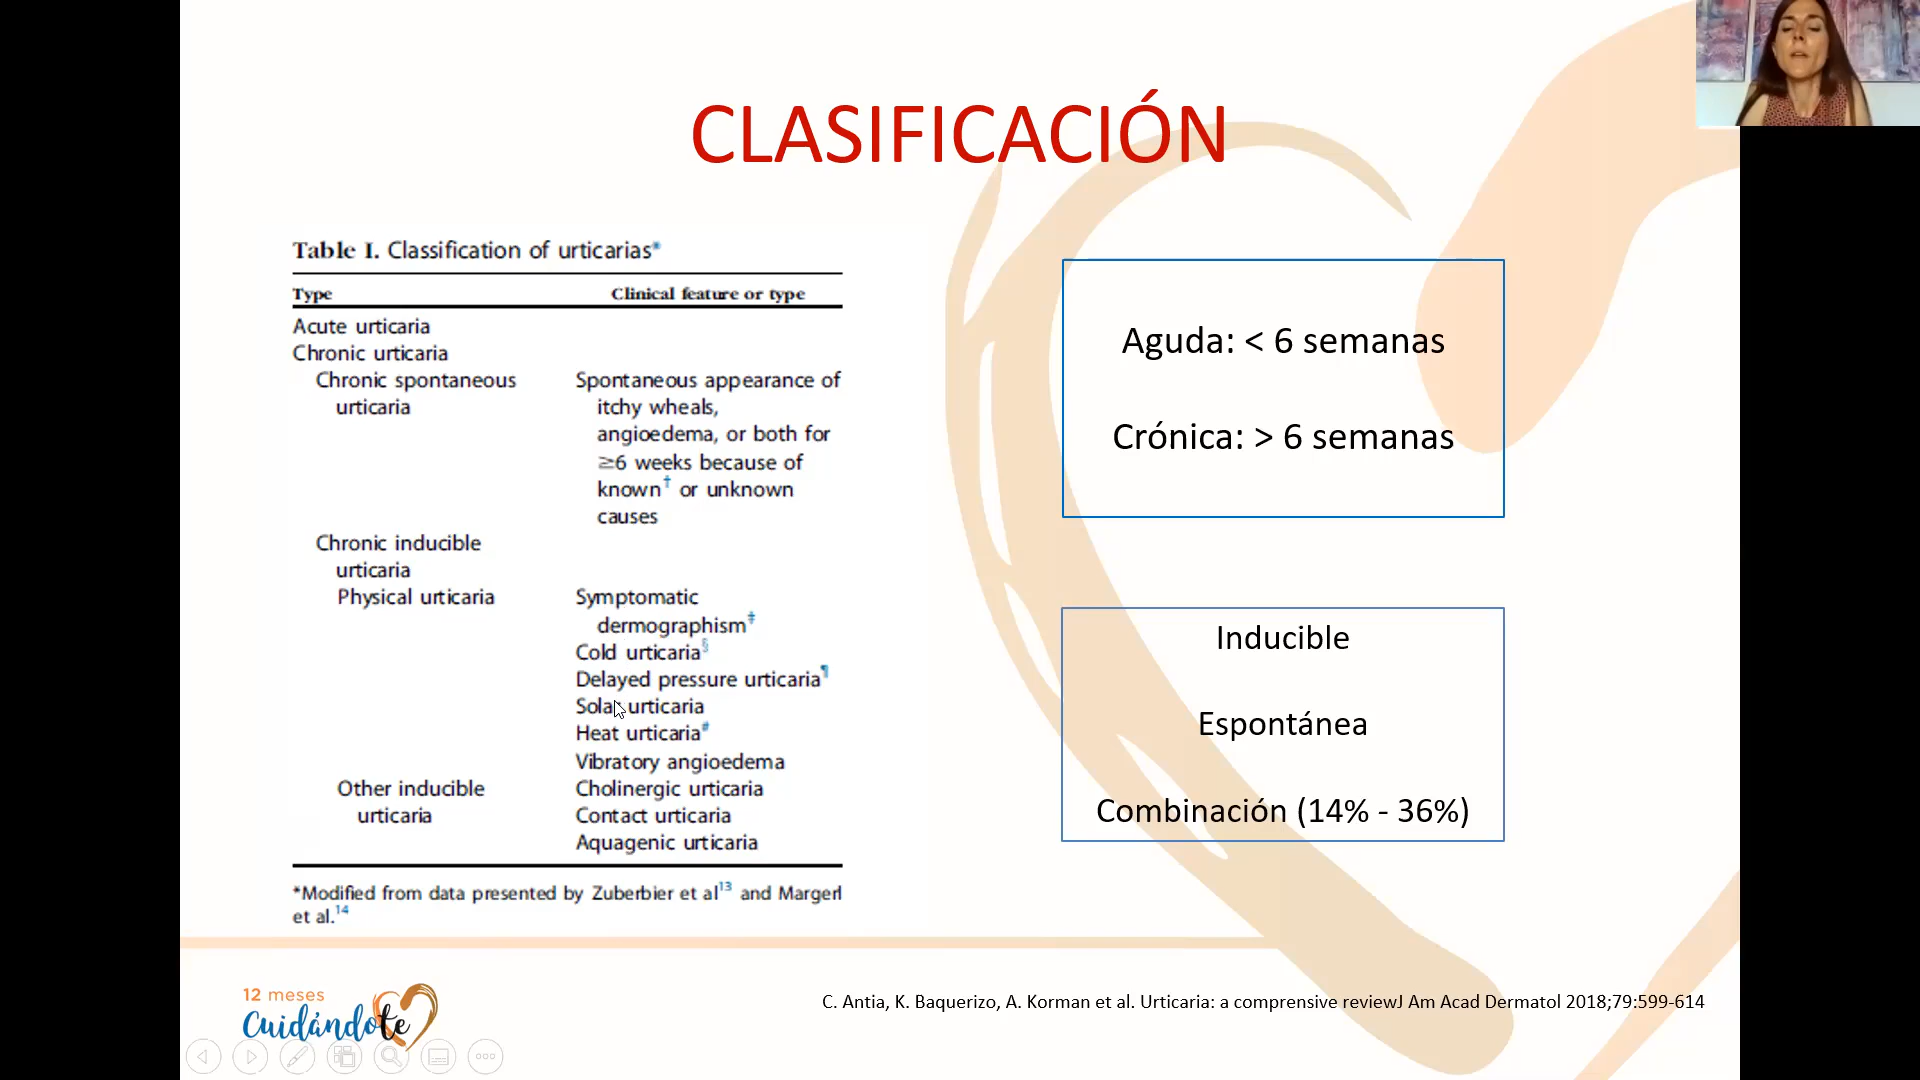 CLASIFICACIÓN
Table I. Classification of urticarias*
Type Clinical feature or type
Acute urticaria
Chronic urticaria
Chronic spontaneous urticaria
Spontaneous appearance of
itchy wheals,
angioedema, or both for
≥6 weeks because of
known† or unknown
causes
Chronic inducible
urticaria
Physical urticaria
Symptomatic
dermographism‡
Cold urticaria§
Delayed pressure urticaria¶
Solar urticaria
Heat urticaria#
Vibratory angioedema
Other inducible
urticaria
Cholinergic urticaria
Contact urticaria
Aquagenic urticaria
*Modified from data presented by Zuberbier et al13 and Margerl
et al.14
Aguda: < 6 semanas
Crónica: > 6 semanas
Inducible
Espontánea
Combinación (14% - 36%)
12 meses
Cuidándote
C. Antia, K. Baquerizo, A. Korman et al. Urticaria: a comprensive reviewJ Am Acad Dermatol 2018;79:599-614